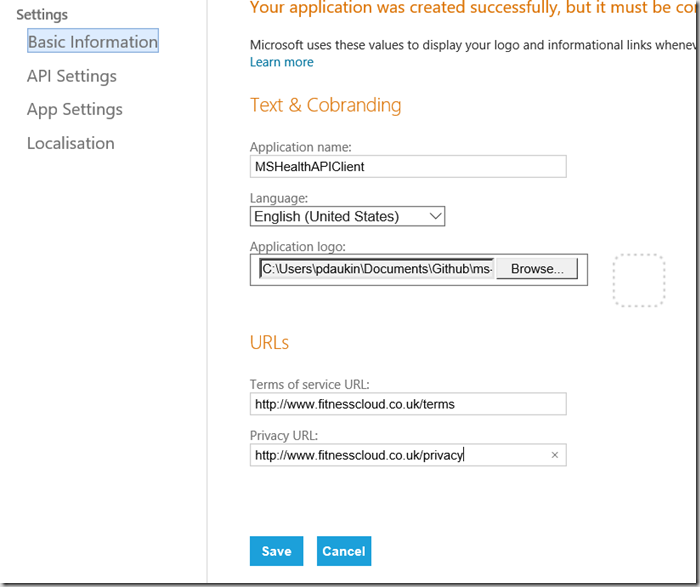 Settings
Basic Information
API Settings
App Settings
Localisation
Your application was created successfully, but it must be co
Microsoft uses these values to display your logo and informational links whenev
Learn more
Text & Cobranding
Application name:
MSHealthAPIClient
Language:
English (United States)
Application logo:
C:\Users\pdaukin\Documents\Github\ms- Browse...
URLs
Terms of service URL:
http://www.fitnesscloud.co.uk/terms
Privacy URL:
http://www.fitnesscloud.co.uk/privacy ×
Save Cancel